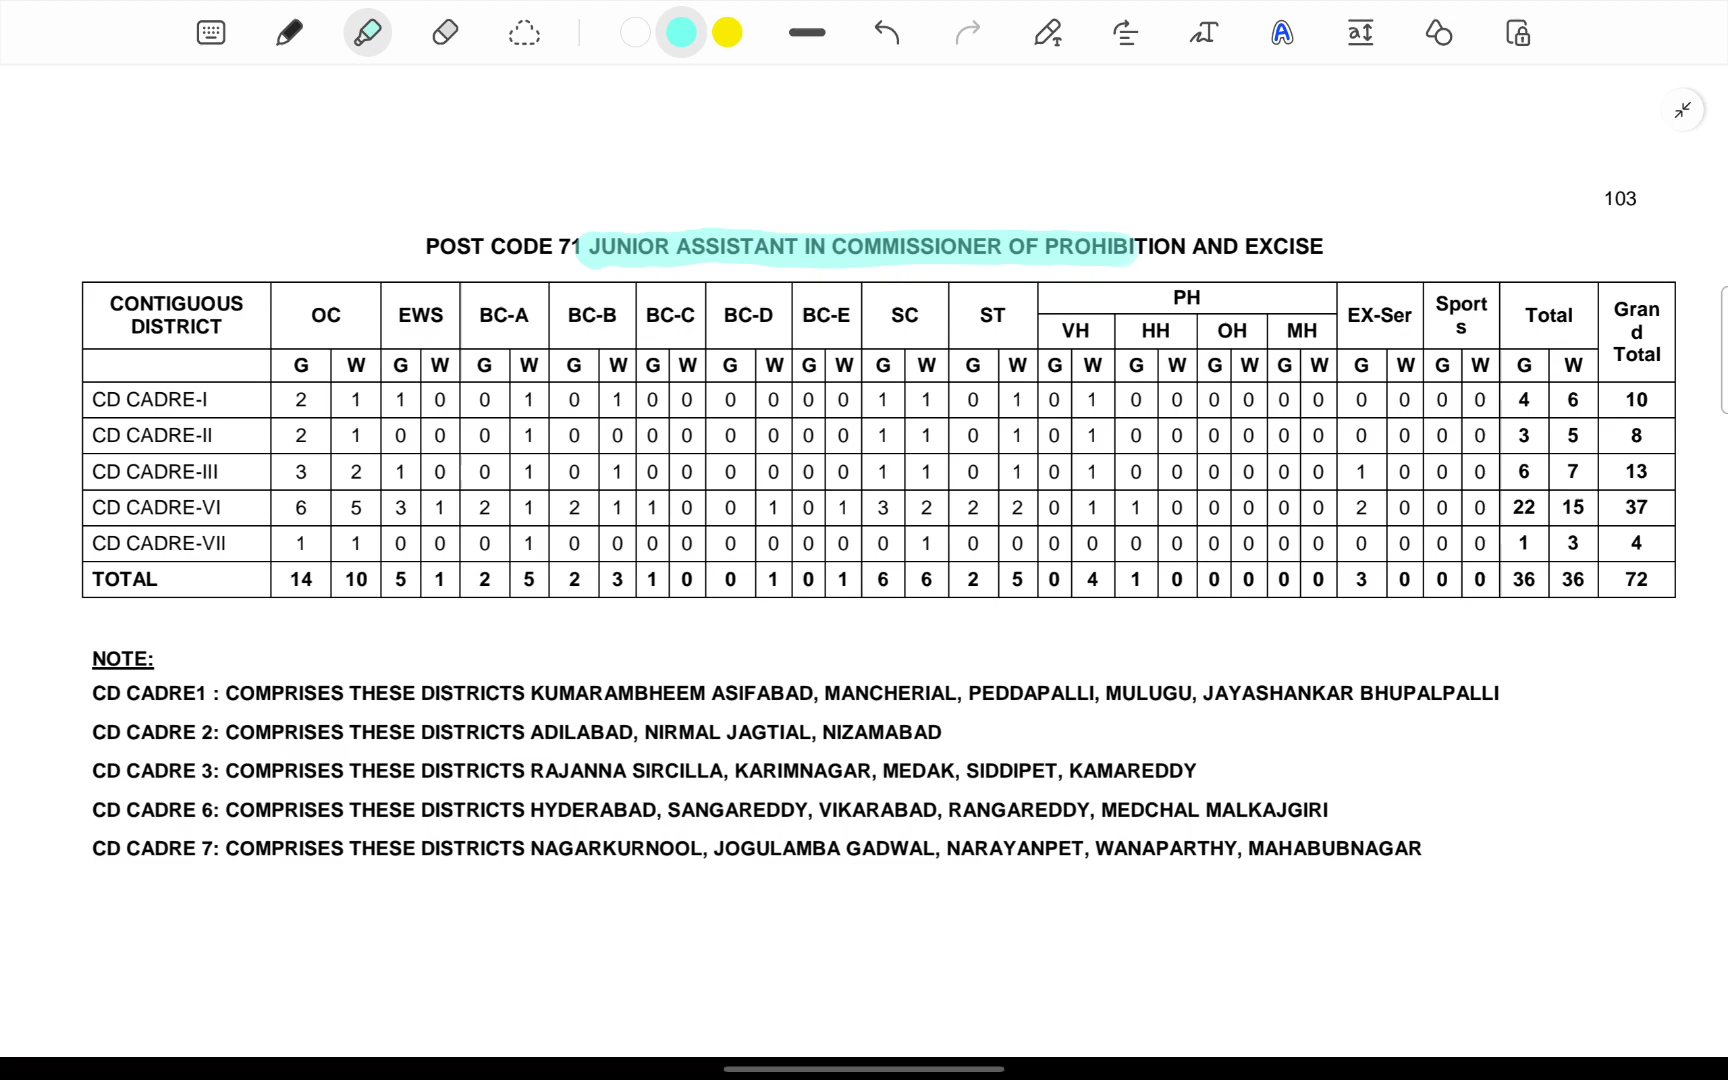 103
POST CODE 71 JUNIOR ASSISTANT IN COMMISSIONER OF PROHIBITION AND EXCISE
CONTIGUOUS DISTRICT OC EWS BC-A BC-B BC-C BC-D BC-E SC ST PH EX-Ser Sports Total Grand Total
VH HH OH MH
G W G W G W G W G W G W G W G W G W G W G W G W G W G W G W G W
CD CADRE-I 2 1 1 0 0 1 0 1 0 0 0 0 0 0 1 1 0 1 0 1 0 0 0 0 0 0 0 0 0 0 4 6 10
CD CADRE-II 2 1 0 0 0 1 0 0 0 0 0 0 0 0 1 1 0 1 0 1 0 0 0 0 0 0 0 0 0 0 3 5 8
CD CADRE-III 3 2 1 0 0 1 0 1 0 0 0 0 0 0 1 1 0 1 0 1 0 0 0 0 0 0 1 0 0 0 6 7 13
CD CADRE-VI 6 5 3 1 2 1 2 1 1 0 0 1 0 1 3 2 2 2 0 1 1 0 0 0 0 0 2 0 0 0 22 15 37
CD CADRE-VII 1 1 0 0 0 1 0 0 0 0 0 0 0 0 0 1 0 0 0 0 0 0 0 0 0 0 0 0 0 0 1 3 4
TOTAL 14 10 5 1 2 5 2 3 1 0 0 1 0 1 6 6 2 5 0 4 1 0 0 0 0 0 3 0 0 0 36 36 72
NOTE:
CD CADRE1 : COMPRISES THESE DISTRICTS KUMARAMBHEEM ASIFABAD, MANCHERIAL, PEDDAPALLI, MULUGU, JAYASHANKAR BHUPALPALLI
CD CADRE 2: COMPRISES THESE DISTRICTS ADILABAD, NIRMAL JAGTIAL, NIZAMABAD
CD CADRE 3: COMPRISES THESE DISTRICTS RAJANNA SIRCILLA, KARIMNAGAR, MEDAK, SIDDIPET, KAMAREDDY
CD CADRE 6: COMPRISES THESE DISTRICTS HYDERABAD, SANGAREDDY, VIKARABAD, RANGAREDDY, MEDCHAL MALKAJGIRI
CD CADRE 7: COMPRISES THESE DISTRICTS NAGARKURNOOL, JOGULAMBA GADWAL, NARAYANPET, WANAPARTHY, MAHABUBNAGAR